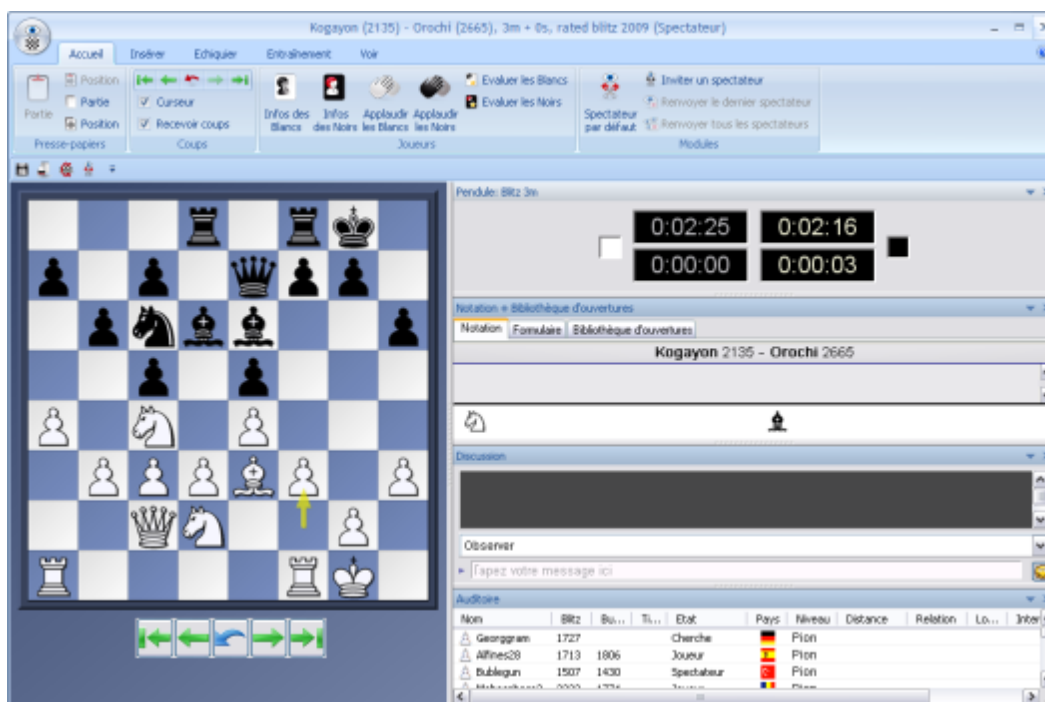 Kogayon (2135) - Orochi (2665), 3m + 0s, rated blitz 2009 (Spectateur)
Accueil Insérer Echiquier Entraînement Voir
Partie
Position
Partie
Position
Presse-papiers
Curseur
Recevoir coups
Coups
Infos des Blancs
Infos des Noirs
Applaudir les Blancs
Applaudir les Noirs
Evaluer les Blancs
Evaluer les Noirs
Joueurs
Spectateur par défaut
Inviter un spectateur
Renvoyer le dernier spectateur
Renvoyer tous les spectateurs
Modules
Pendule: Blitz 3m
0:02:25 0:02:16
0:00:00 0:00:03
Notation + Bibliothèque d'ouvertures
Notation Formulaire Bibliothèque d'ouvertures
Kogayon 2135 - Orochi 2665
Discussion
Observer
Tapez votre message ici
Auditoire
Nom Blitz Bu... Ti... Etat Pays Niveau Distance Relation Lo... Inter
Georggram 1727 Cherche Pion
Alfines28 1713 1806 Joueur Pion
Bublegun 1507 1430 Spectateur Pion